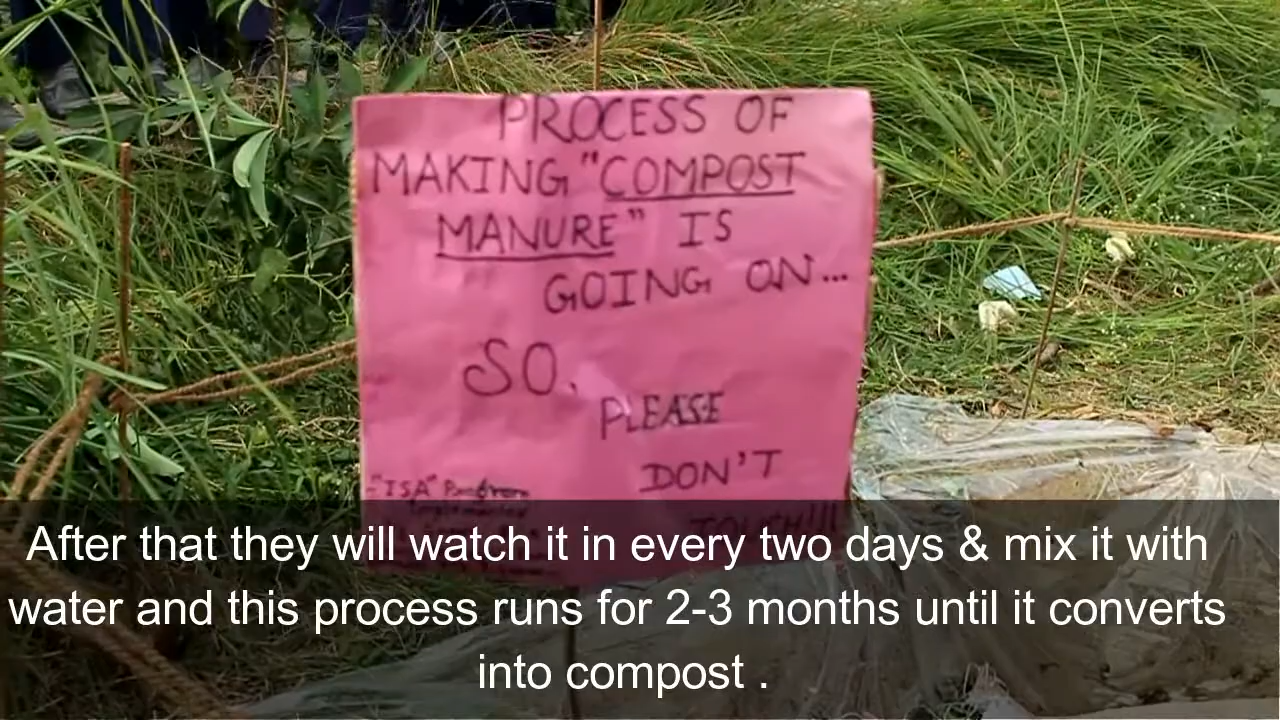 PROCESS OF
MAKING "COMPOST
MANURE" IS
GOING ON...
SO,
PLEASE
DON'T
TOUCH!!!
"ISA"
After that they will watch it in every two days & mix it with
water and this process runs for 2-3 months until it converts
into compost .